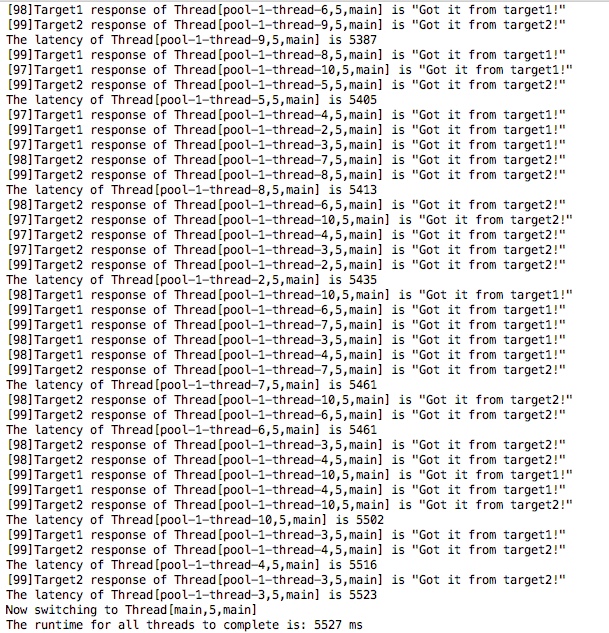 [98]Target1 response of Thread[pool-1-thread-6,5,main] is "Got it from target1!"
[99]Target2 response of Thread[pool-1-thread-9,5,main] is "Got it from target2!"
The latency of Thread[pool-1-thread-9,5,main] is 5387
[99]Target1 response of Thread[pool-1-thread-8,5,main] is "Got it from target1!"
[97]Target1 response of Thread[pool-1-thread-10,5,main] is "Got it from target1!"
[99]Target2 response of Thread[pool-1-thread-5,5,main] is "Got it from target2!"
The latency of Thread[pool-1-thread-5,5,main] is 5405
[97]Target1 response of Thread[pool-1-thread-4,5,main] is "Got it from target1!"
[99]Target1 response of Thread[pool-1-thread-2,5,main] is "Got it from target1!"
[97]Target1 response of Thread[pool-1-thread-3,5,main] is "Got it from target1!"
[98]Target2 response of Thread[pool-1-thread-7,5,main] is "Got it from target2!"
[99]Target2 response of Thread[pool-1-thread-8,5,main] is "Got it from target2!"
The latency of Thread[pool-1-thread-8,5,main] is 5413
[98]Target2 response of Thread[pool-1-thread-6,5,main] is "Got it from target2!"
[97]Target2 response of Thread[pool-1-thread-10,5,main] is "Got it from target2!"
[97]Target2 response of Thread[pool-1-thread-4,5,main] is "Got it from target2!"
[97]Target2 response of Thread[pool-1-thread-3,5,main] is "Got it from target2!"
[99]Target2 response of Thread[pool-1-thread-2,5,main] is "Got it from target2!"
The latency of Thread[pool-1-thread-2,5,main] is 5435
[98]Target1 response of Thread[pool-1-thread-10,5,main] is "Got it from target1!"
[99]Target1 response of Thread[pool-1-thread-6,5,main] is "Got it from target1!"
[99]Target1 response of Thread[pool-1-thread-7,5,main] is "Got it from target1!"
[98]Target1 response of Thread[pool-1-thread-3,5,main] is "Got it from target1!"
[98]Target1 response of Thread[pool-1-thread-4,5,main] is "Got it from target1!"
[99]Target2 response of Thread[pool-1-thread-7,5,main] is "Got it from target2!"
The latency of Thread[pool-1-thread-7,5,main] is 5461
[98]Target2 response of Thread[pool-1-thread-10,5,main] is "Got it from target2!"
[99]Target2 response of Thread[pool-1-thread-6,5,main] is "Got it from target2!"
The latency of Thread[pool-1-thread-6,5,main] is 5461
[98]Target2 response of Thread[pool-1-thread-3,5,main] is "Got it from target2!"
[98]Target2 response of Thread[pool-1-thread-4,5,main] is "Got it from target2!"
[99]Target1 response of Thread[pool-1-thread-10,5,main] is "Got it from target1!"
[99]Target1 response of Thread[pool-1-thread-4,5,main] is "Got it from target1!"
[99]Target2 response of Thread[pool-1-thread-10,5,main] is "Got it from target2!"
The latency of Thread[pool-1-thread-10,5,main] is 5502
[99]Target1 response of Thread[pool-1-thread-3,5,main] is "Got it from target1!"
[99]Target2 response of Thread[pool-1-thread-4,5,main] is "Got it from target2!"
The latency of Thread[pool-1-thread-4,5,main] is 5516
[99]Target2 response of Thread[pool-1-thread-3,5,main] is "Got it from target2!"
The latency of Thread[pool-1-thread-3,5,main] is 5523
Now switching to Thread[main,5,main]
The runtime for all threads to complete is: 5527 ms